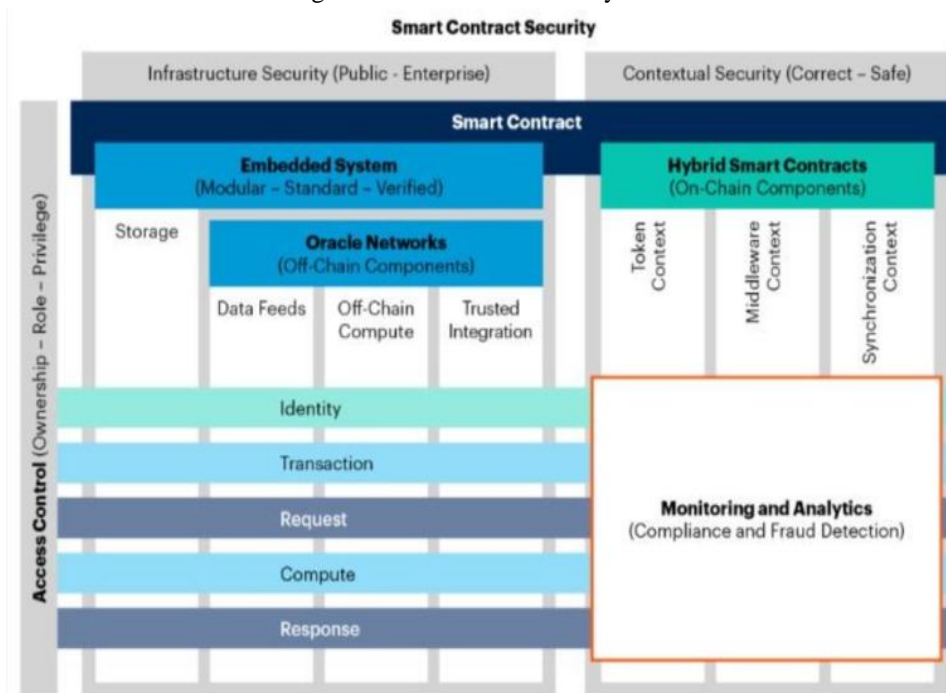 Smart Contract Security
Infrastructure Security (Public - Enterprise)
Contextual Security (Correct – Safe)
Smart Contract
Embedded System
(Modular – Standard – Verified)
Hybrid Smart Contracts
(On-Chain Components)
Storage
Oracle Networks
(Off-Chain Components)
Data Feeds
Off-Chain
Compute
Trusted
Integration
Token
Context
Middleware
Context
Synchronization
Context
Access Control (Ownership – Role – Privilege)
Identity
Transaction
Request
Compute
Response
Monitoring and Analytics
(Compliance and Fraud Detection)